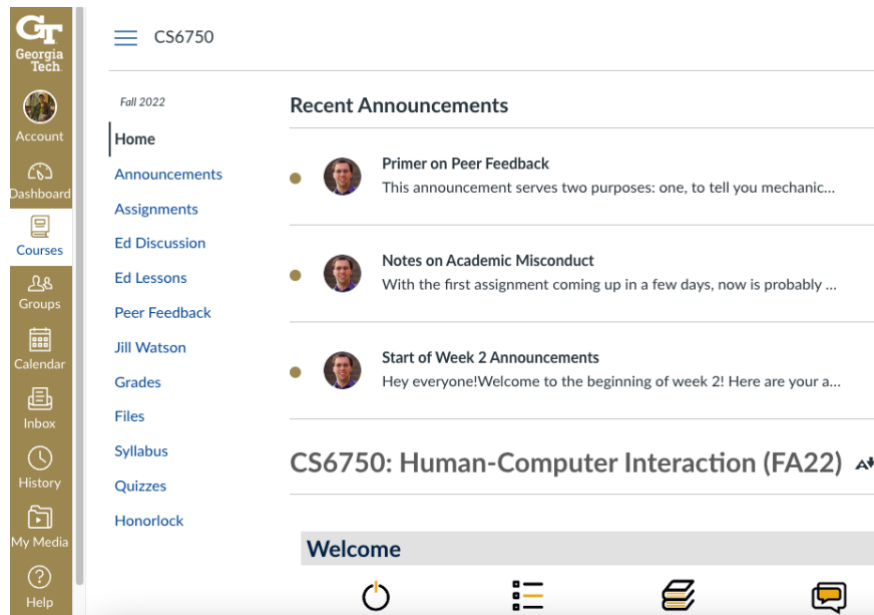 GT
Georgia
Tech
Account
Dashboard
Courses
Groups
Calendar
Inbox
History
My Media
Help
CS6750
Fall 2022
Home
Announcements
Assignments
Ed Discussion
Ed Lessons
Peer Feedback
Jill Watson
Grades
Files
Syllabus
Quizzes
Honorlock
Recent Announcements
Primer on Peer Feedback
This announcement serves two purposes: one, to tell you mechanic...
Notes on Academic Misconduct
With the first assignment coming up in a few days, now is probably ...
Start of Week 2 Announcements
Hey everyone!Welcome to the beginning of week 2! Here are your a...
CS6750: Human-Computer Interaction (FA22) A
Welcome